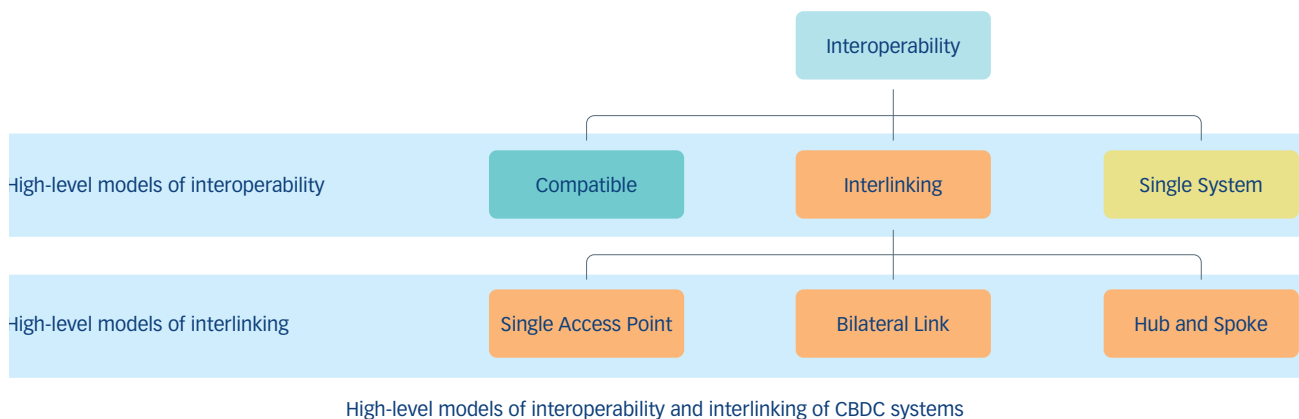 Interoperability
High-level models of interoperability
Compatible
Interlinking
Single System
High-level models of interlinking
Single Access Point
Bilateral Link
Hub and Spoke
High-level models of interoperability and interlinking of CBDC systems